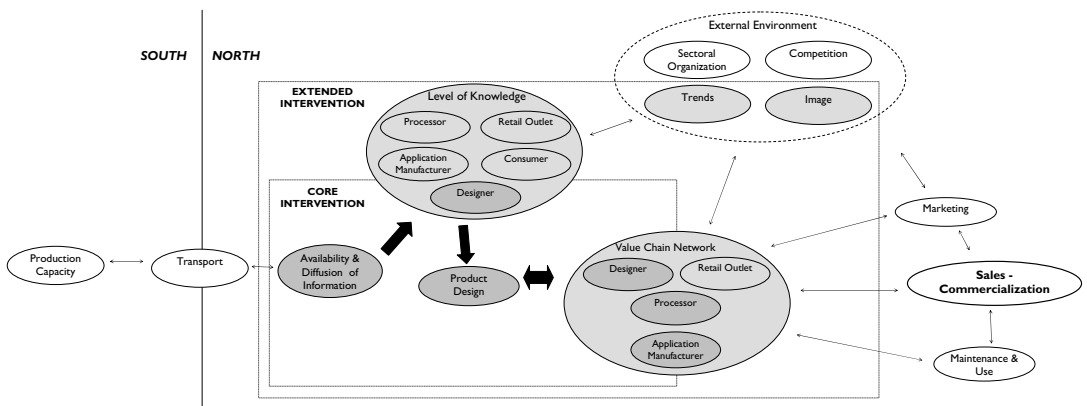 External Environment
Sectoral
Organization
Competition
Trends
Image
SOUTH
NORTH
EXTENDED
INTERVENTION
Level of Knowledge
Processor
Retail Outlet
Application
Manufacturer
Consumer
Designer
CORE
INTERVENTION
Production
Capacity
Transport
Availability &
Diffusion of
Information
Product
Design
Value Chain Network
Designer
Retail Outlet
Processor
Application
Manufacturer
Marketing
Sales -
Commercialization
Maintenance &
Use